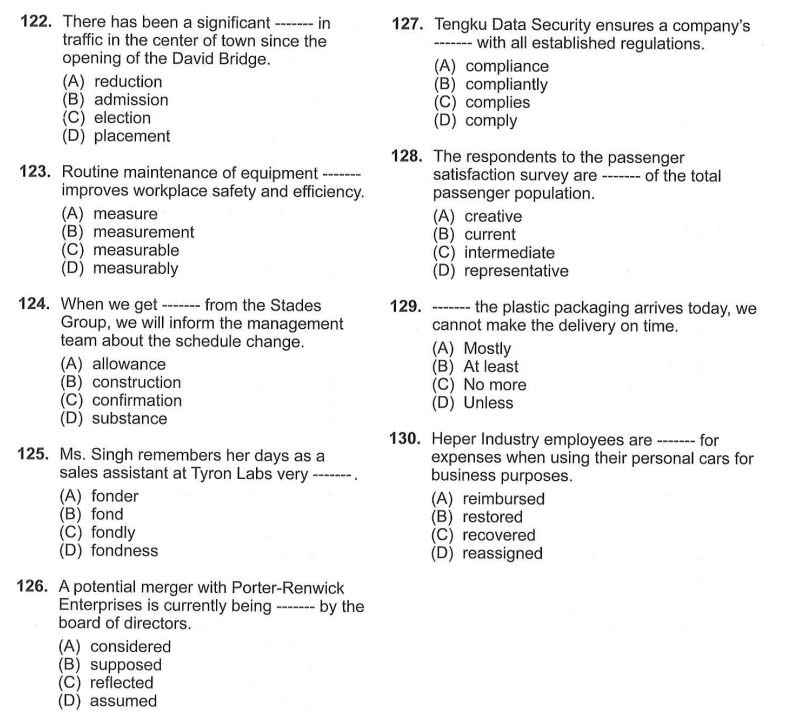 122. There has been a significant ------- in
traffic in the center of town since the
opening of the David Bridge.
(A) reduction
(B) admission
(C) election
(D) placement
123. Routine maintenance of equipment -------
improves workplace safety and efficiency.
(A) measure
(B) measurement
(C) measurable
(D) measurably
124. When we get ------- from the Stades
Group, we will inform the management
team about the schedule change.
(A) allowance
(B) construction
(C) confirmation
(D) substance
125. Ms. Singh remembers her days as a
sales assistant at Tyron Labs very -------.
(A) fonder
(B) fond
(C) fondly
(D) fondness
126. A potential merger with Porter-Renwick
Enterprises is currently being ------- by the
board of directors.
(A) considered
(B) supposed
(C) reflected
(D) assumed
127. Tengku Data Security ensures a company's
------- with all established regulations.
(A) compliance
(B) compliantly
(C) complies
(D) comply
128. The respondents to the passenger
satisfaction survey are ------- of the total
passenger population.
(A) creative
(B) current
(C) intermediate
(D) representative
129. ------- the plastic packaging arrives today, we
cannot make the delivery on time.
(A) Mostly
(B) At least
(C) No more
(D) Unless
130. Heper Industry employees are ------- for
expenses when using their personal cars for
business purposes.
(A) reimbursed
(B) restored
(C) recovered
(D) reassigned